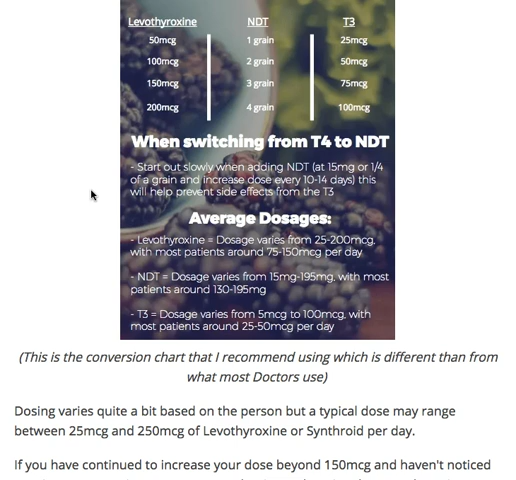 Levothyroxine NDT T3
50mcg 1 grain 25mcg
100mcg 2 grain 50mcg
150mcg 3 grain 75mcg
200mcg 4 grain 100mcg
When switching from T4 to NDT
- Start out slowly when adding NDT (at 15mg or 1/4
of a grain and increase dose every 10-14 days) this
will help prevent side effects from the T3
Average Dosages:
- Levothyroxine = Dosage varies from 25-200mcg,
with most patients around 75-150mcg per day
- NDT = Dosage varies from 15mg-195mg, with most
patients around 130-195mg
- T3 = Dosage varies from 5mcg to 100mcg, with
most patients around 25-50mcg per day
(This is the conversion chart that I recommend using which is different than from
what most Doctors use)
Dosing varies quite a bit based on the person but a typical dose may range
between 25mcg and 250mcg of Levothyroxine or Synthroid per day.
If you have continued to increase your dose beyond 150mcg and haven't noticed